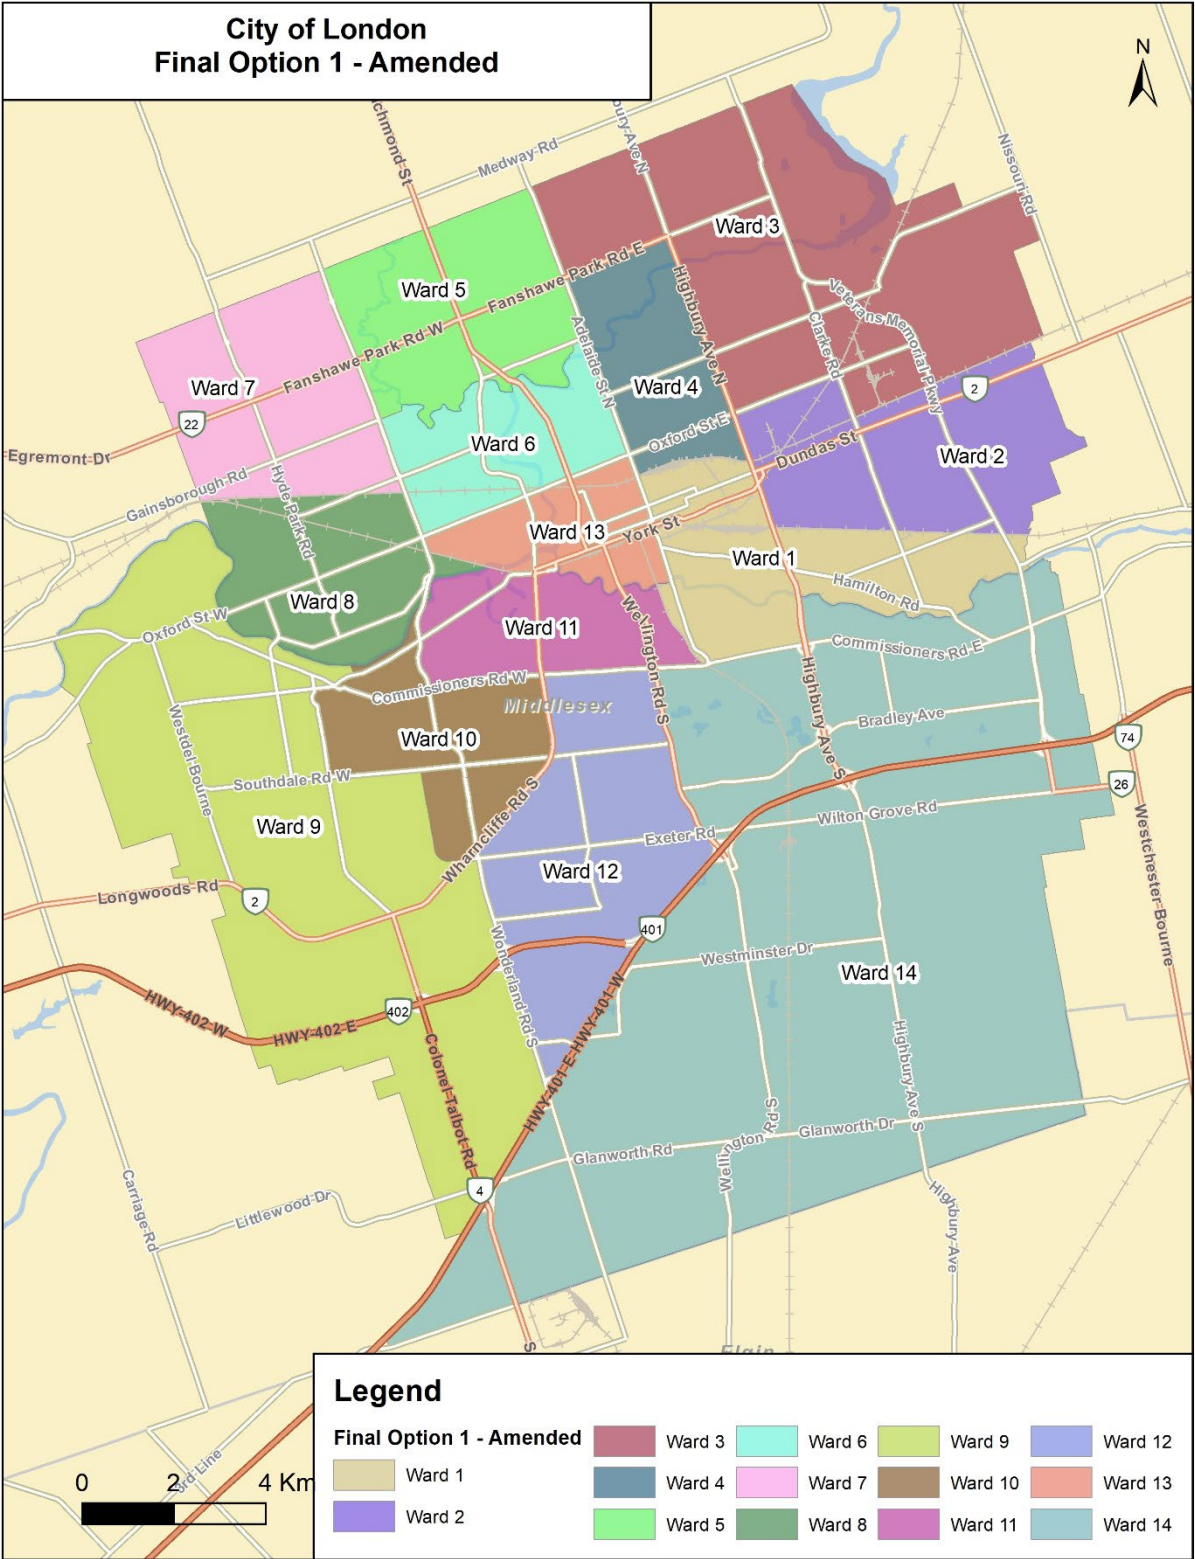 City of London
Final Option 1 - Amended
N
chmond St
bury Ave N
Medway Rd
Nissouri Rd
Ward 3
Ward 5
Fanshawe Park Rd E
Highbury Ave N
Veterans Memorial Pkwy
Adelaide St N
Clarke Rd
Fanshawe Park Rd W
Ward 7
Ward 4
2
22
Oxford St E
Ward 6
Dundas St
Ward 2
Egremont Dr
Gainsborough Rd
Hyde Park Rd
Ward 13
York St
Ward 1
Hamilton Rd
Ward 8
Oxford St W
Ward 11
Wellington Rd S
Commissioners Rd E
Commissioners Rd W
Highbury Ave S
Middlesex
Westdel Bourne
Bradley Ave
Ward 10
74
Southdale Rd W
26
Wharncliffe Rd S
Wilton Grove Rd
Ward 9
Exeter Rd
Westchester Bourne
Ward 12
Longwoods Rd
2
401
Wonderland Rd S
Westminster Dr
Ward 14
HWY 402 W
402
HWY 402 E
HWY 401 E
HWY 401 W
Colonel Talbot Rd
Highbury Ave S
Wellington Rd S
Glanworth Dr
Glanworth Rd
Carriage Rd
4
Littlewood Dr
Highbury Ave
S
Elgin
3rd Line
0 2 4 Km
Legend
Final Option 1 - Amended
Ward 1
Ward 2
Ward 3
Ward 4
Ward 5
Ward 6
Ward 7
Ward 8
Ward 9
Ward 10
Ward 11
Ward 12
Ward 13
Ward 14